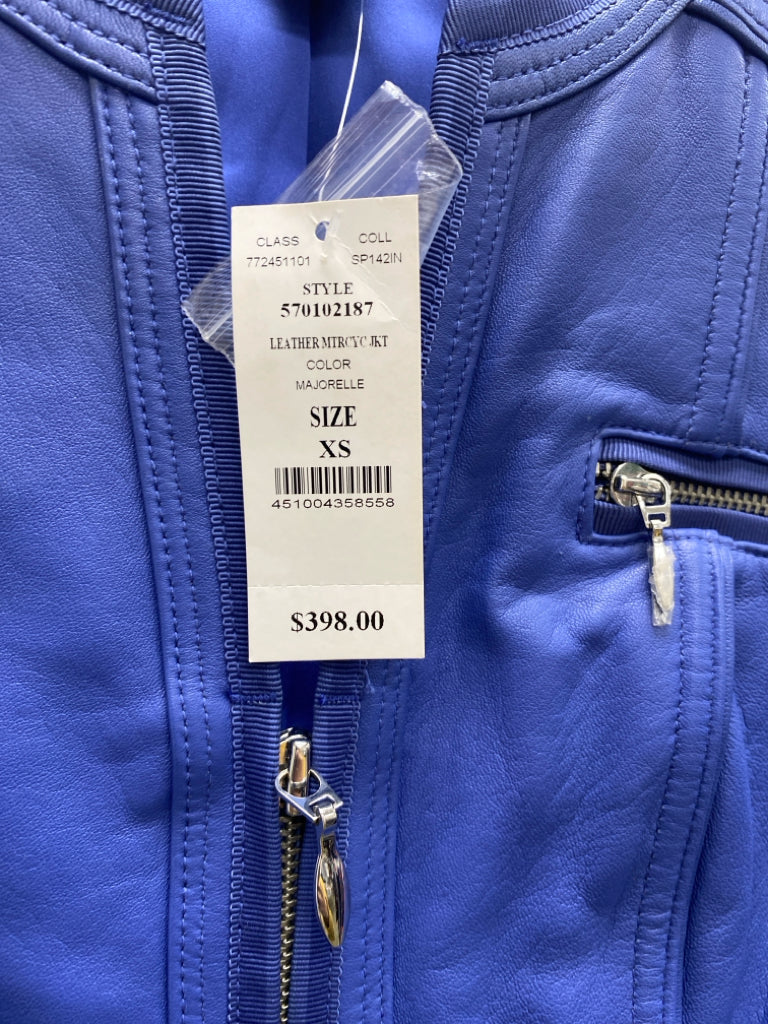 CLASS COLL
772451101 SP142IN
STYLE
570102187
LEATHER MTRCYC JKT
COLOR
MAJORELLE
SIZE
XS
451004358558
$398.00